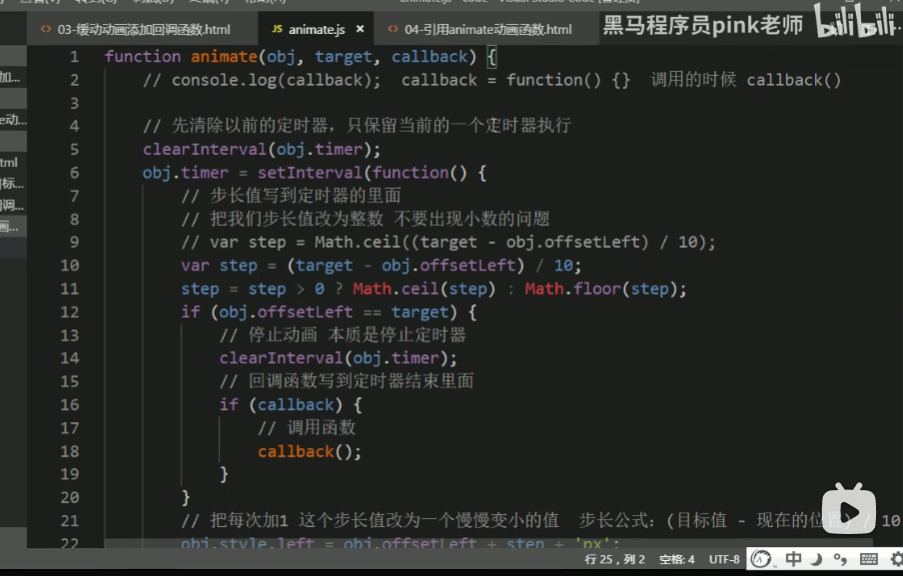 03-缓动动画添加回调函数.html
JS animate.js ×
04-引用animate动画函数.html
黑马程序员pink老师
bilibili
加...
e动...
tml
标...
调...
画...
1 function animate(obj, target, callback) {
2 // console.log(callback);  callback = function() {}  调用的时候 callback()
3
4 // 先清除以前的定时器，只保留当前的一个定时器执行
5 clearInterval(obj.timer);
6 obj.timer = setInterval(function() {
7 // 步长值写到定时器的里面
8 // 把我们步长值改为整数 不要出现小数的问题
9 // var step = Math.ceil((target - obj.offsetLeft) / 10);
10 var step = (target - obj.offsetLeft) / 10;
11 step = step > 0 ? Math.ceil(step) : Math.floor(step);
12 if (obj.offsetLeft == target) {
13 // 停止动画 本质是停止定时器
14 clearInterval(obj.timer);
15 // 回调函数写到定时器结束里面
16 if (callback) {
17 // 调用函数
18 callback();
19 }
20 }
21 // 把每次加1 这个步长值改为一个慢慢变小的值  步长公式：(目标值 - 现在的位置) / 10
22 obj.style.left = obj.offsetLeft + step + 'px';
行 25，列 2 空格: 4 UTF-8
中